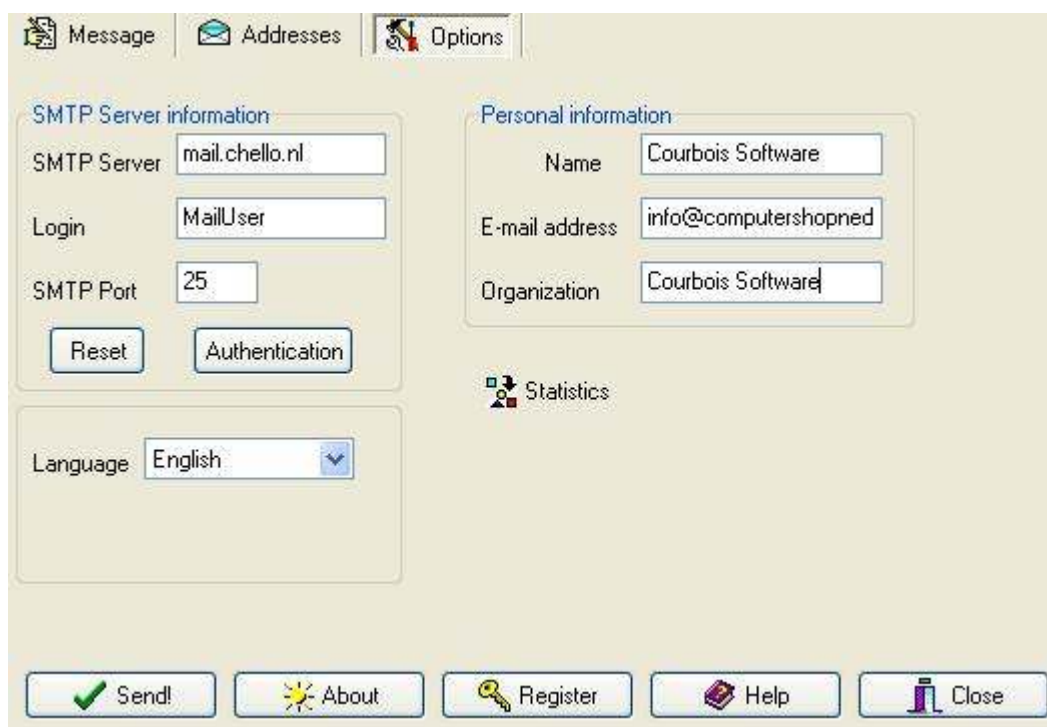 Message Addresses Options
SMTP Server information
SMTP Server mail.chello.nl
Login MailUser
SMTP Port 25
Reset Authentication
Personal information
Name Courbois Software
E-mail address info@computershopned
Organization Courbois Software
Statistics
Language English
Send! About Register Help Close